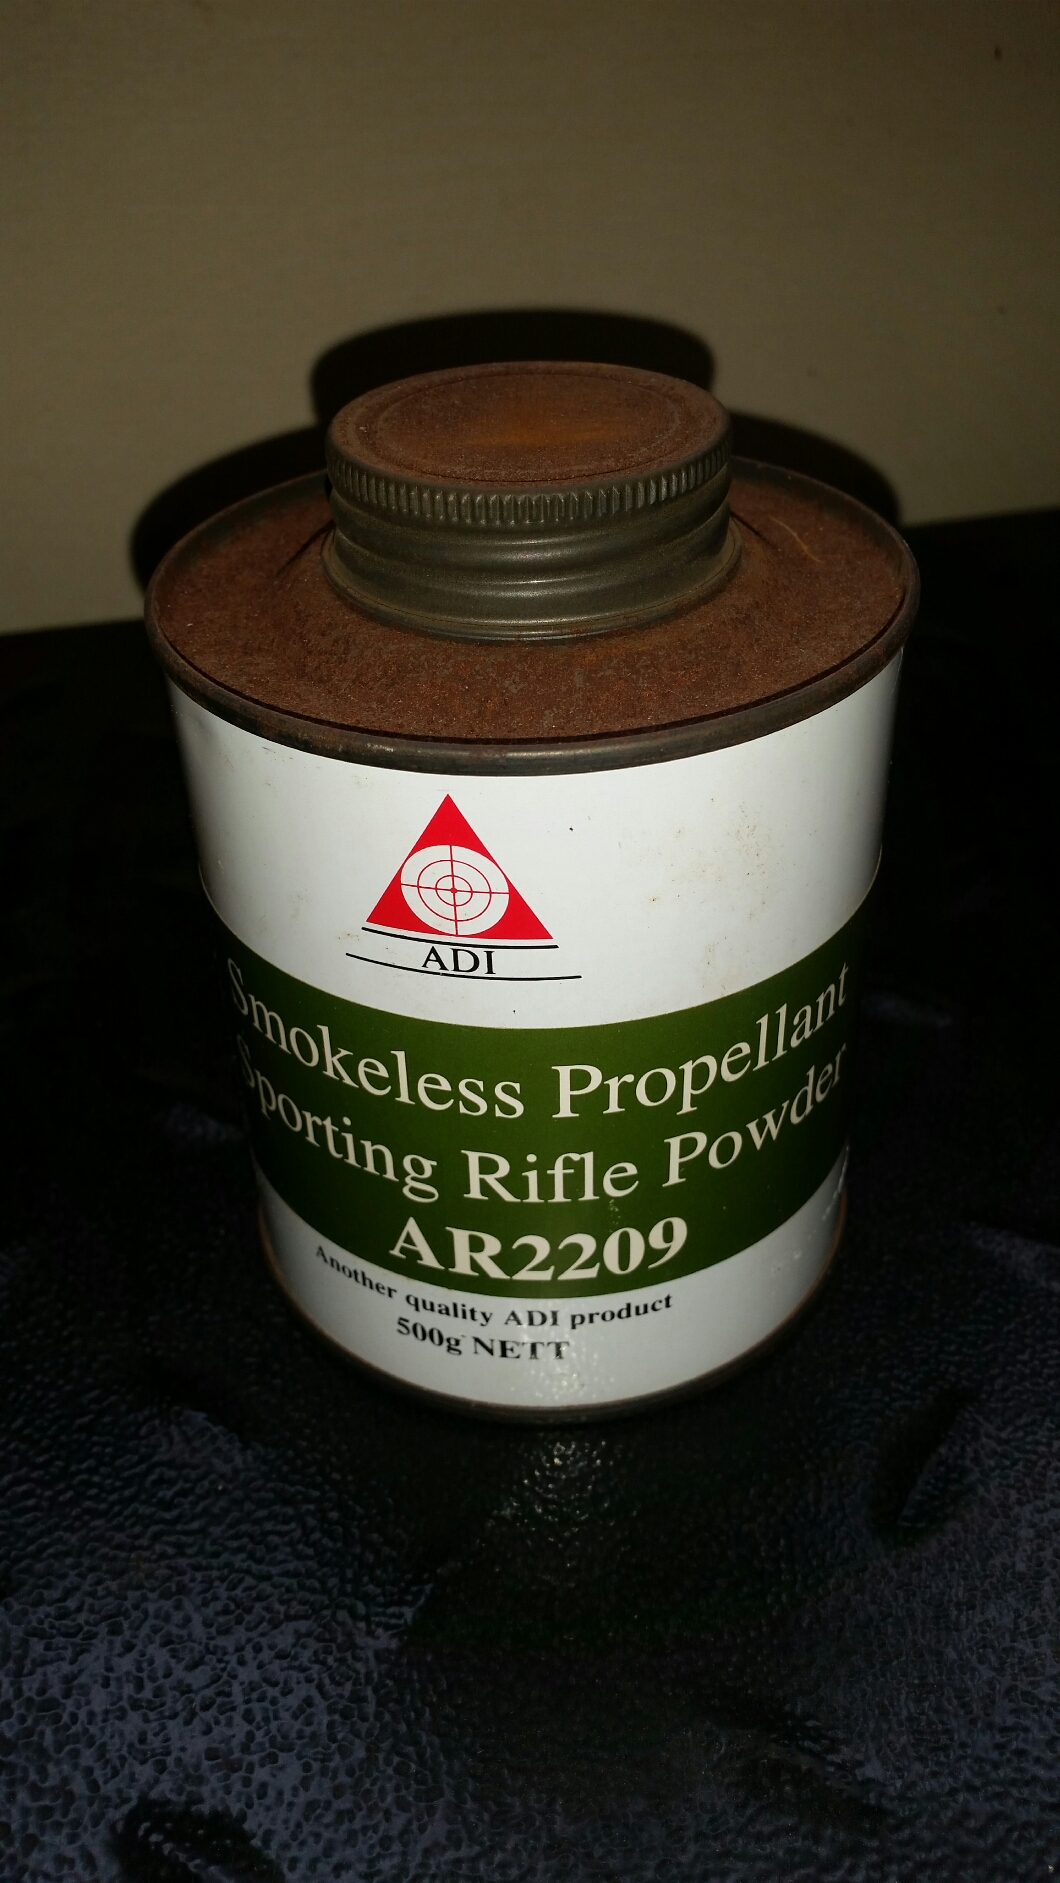 ADI
Smokeless Propellant
Sporting Rifle Powder
AR2209
Another quality ADI product
500g NETT